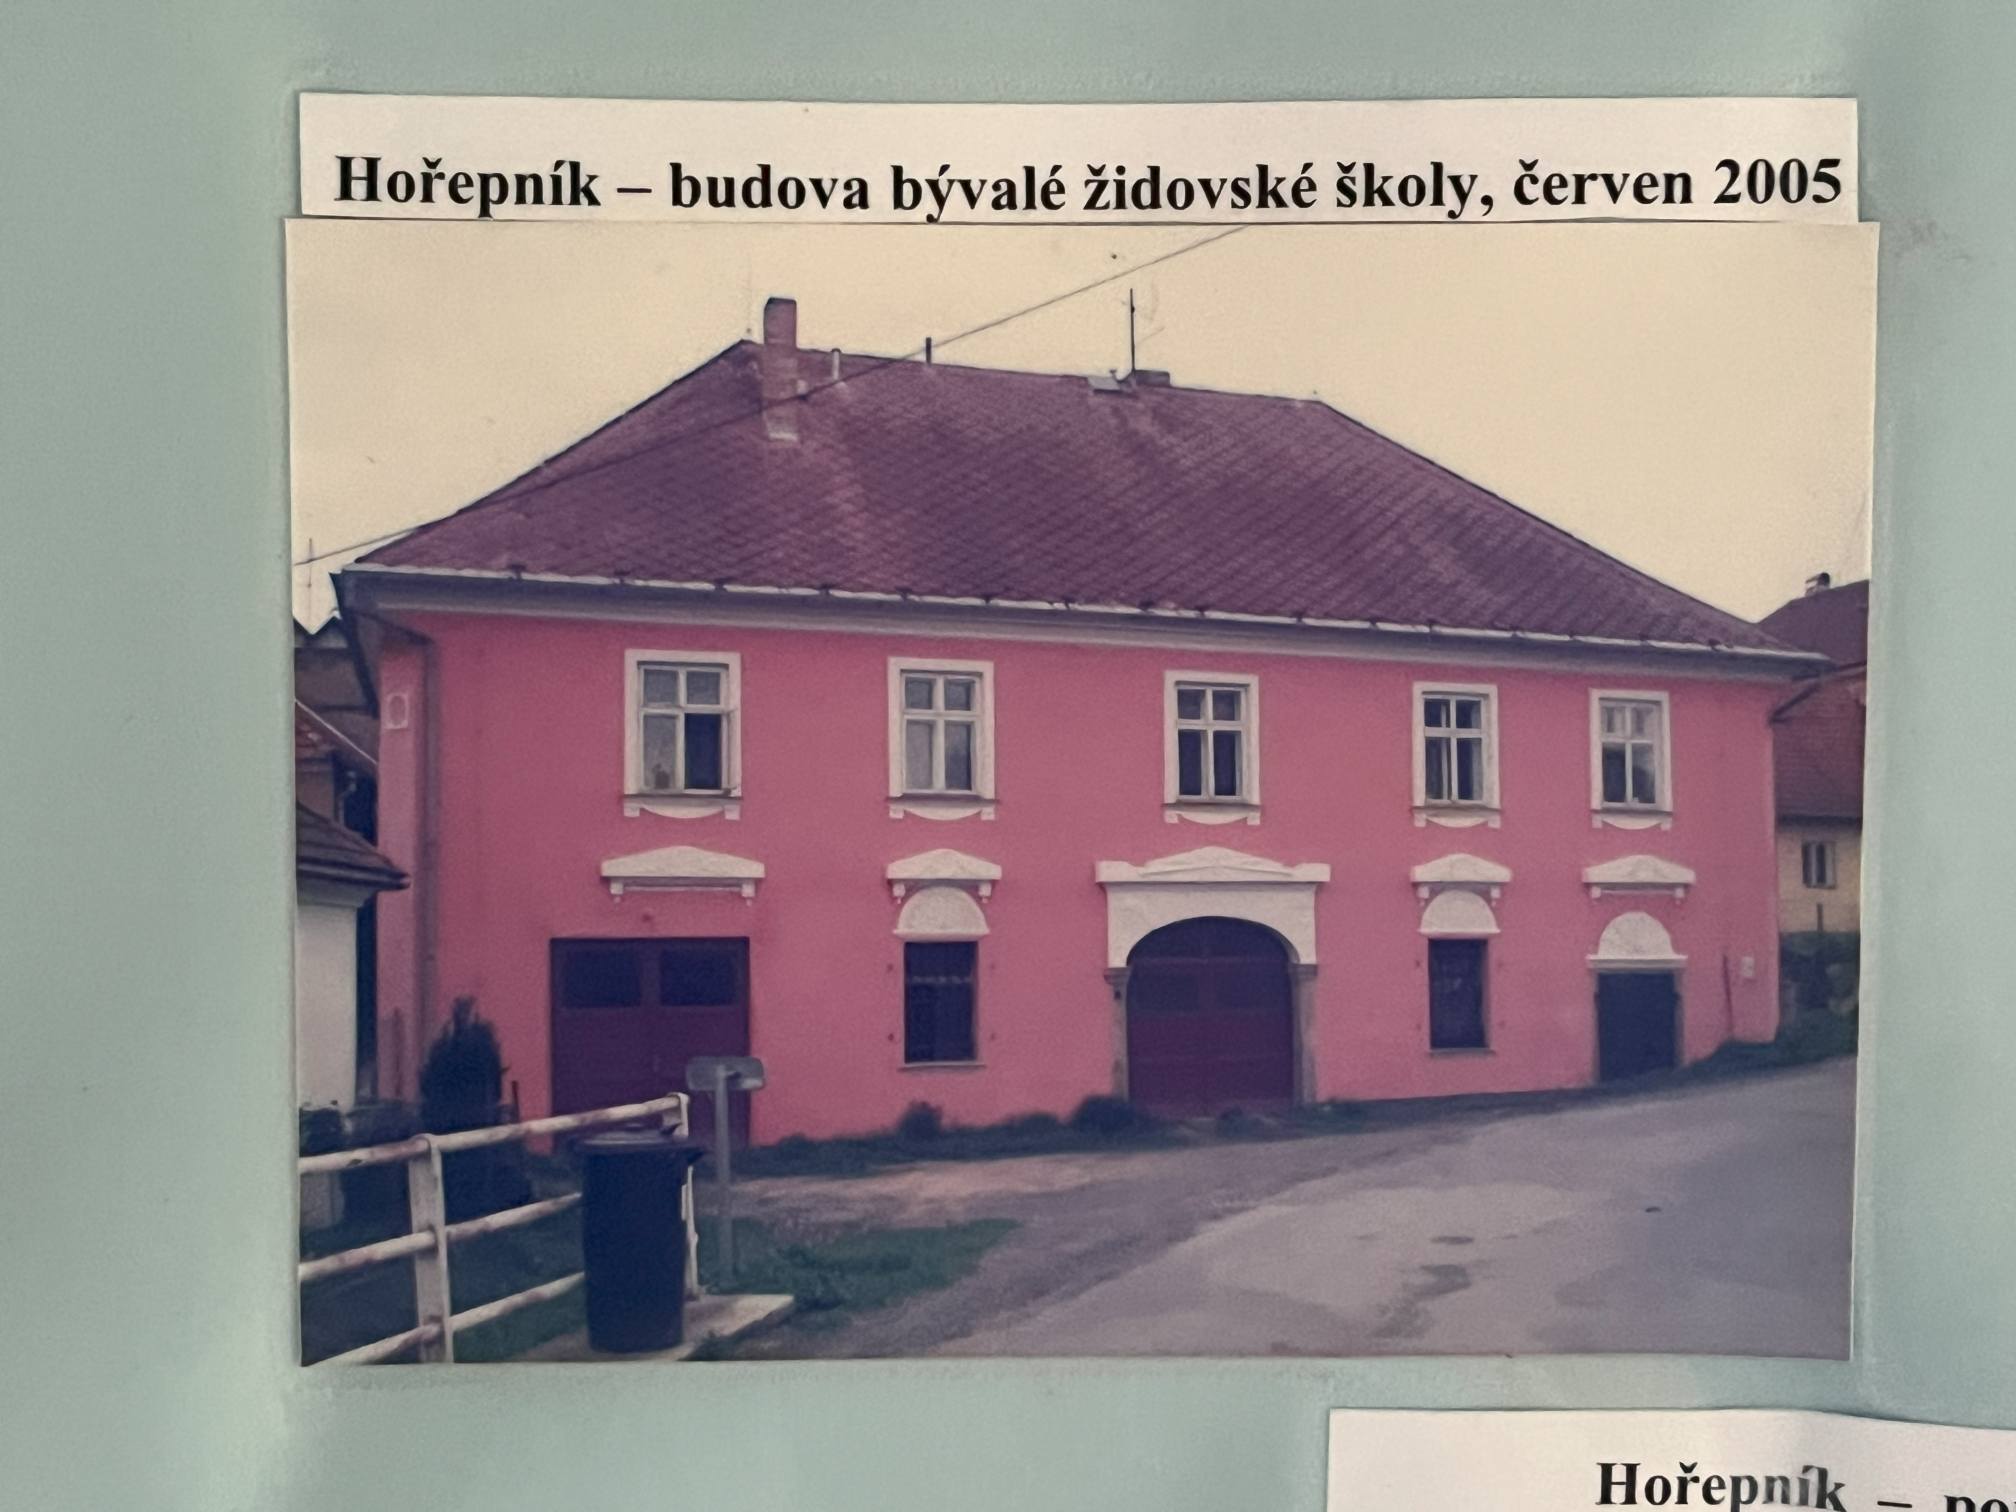 Hořepník – budova bývalé židovské školy, červen 2005
Hořepník –